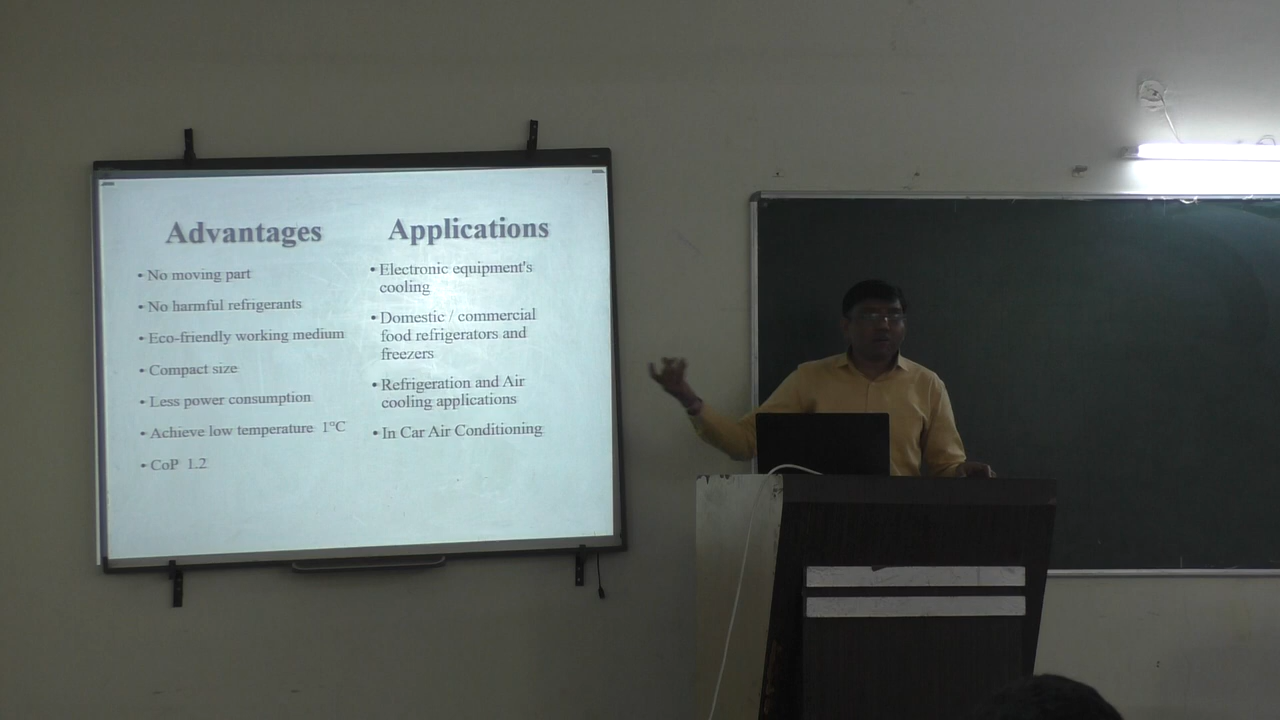 Advantages
• No moving part
• No harmful refrigerants
• Eco-friendly working medium
• Compact size
• Less power consumption
• Achieve low temperature 1°C
• CoP 1.2
Applications
• Electronic equipment's
cooling
• Domestic / commercial
food refrigerators and
freezers
• Refrigeration and Air
cooling applications
• In Car Air Conditioning